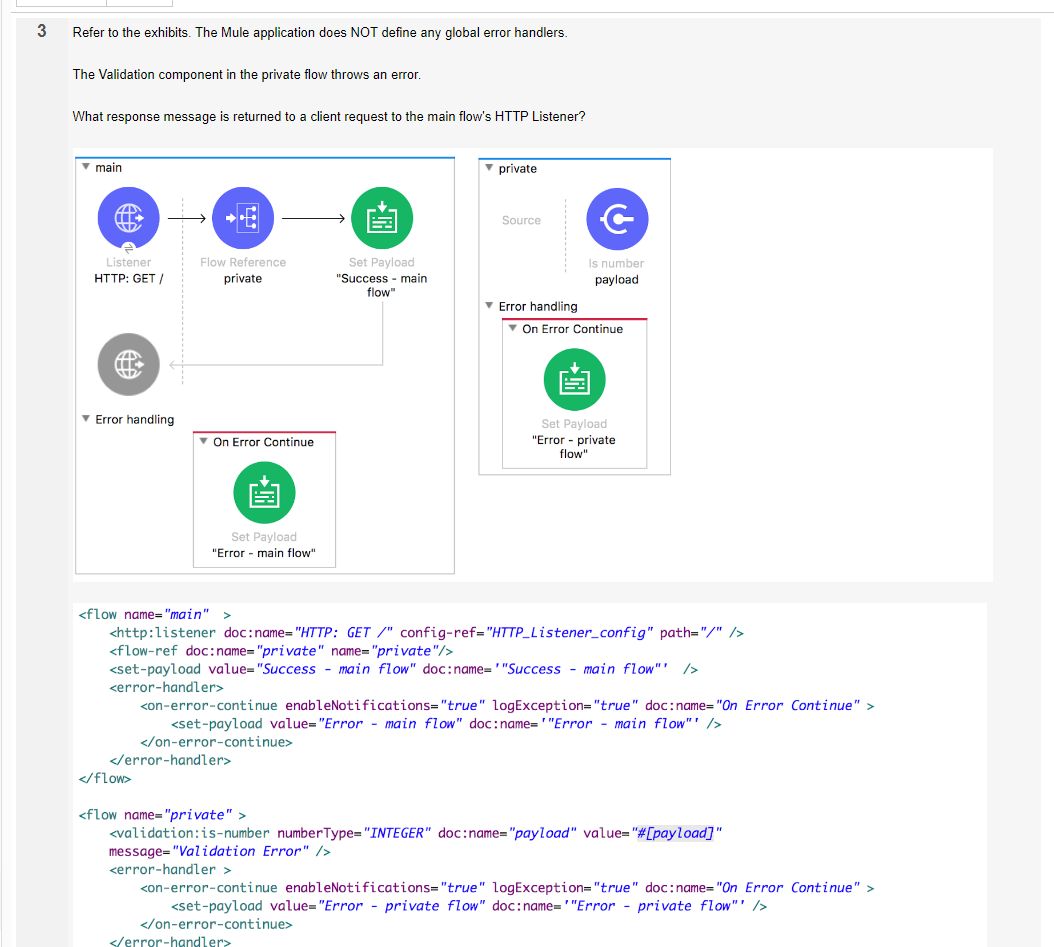 3
Refer to the exhibits. The Mule application does NOT define any global error handlers.
The Validation component in the private flow throws an error.
What response message is returned to a client request to the main flow's HTTP Listener?
main
Listener
HTTP: GET /
Flow Reference
private
Set Payload
"Success - main
flow"
Error handling
On Error Continue
Set Payload
"Error - main flow"
private
Source
Is number
payload
Error handling
On Error Continue
Set Payload
"Error - private
flow"
<flow name="main" >
<http:listener doc:name="HTTP: GET /" config-ref="HTTP_Listener_config" path="/" />
<flow-ref doc:name="private" name="private"/>
<set-payload value="Success - main flow" doc:name='"Success - main flow"' />
<error-handler>
<on-error-continue enableNotifications="true" logException="true" doc:name="On Error Continue" >
<set-payload value="Error - main flow" doc:name='"Error - main flow"' />
</on-error-continue>
</error-handler>
</flow>
<flow name="private" >
<validation:is-number numberType="INTEGER" doc:name="payload" value="#[payload]"
message="Validation Error" />
<error-handler >
<on-error-continue enableNotifications="true" logException="true" doc:name="On Error Continue" >
<set-payload value="Error - private flow" doc:name='"Error - private flow"' />
</on-error-continue>
</error-handler>